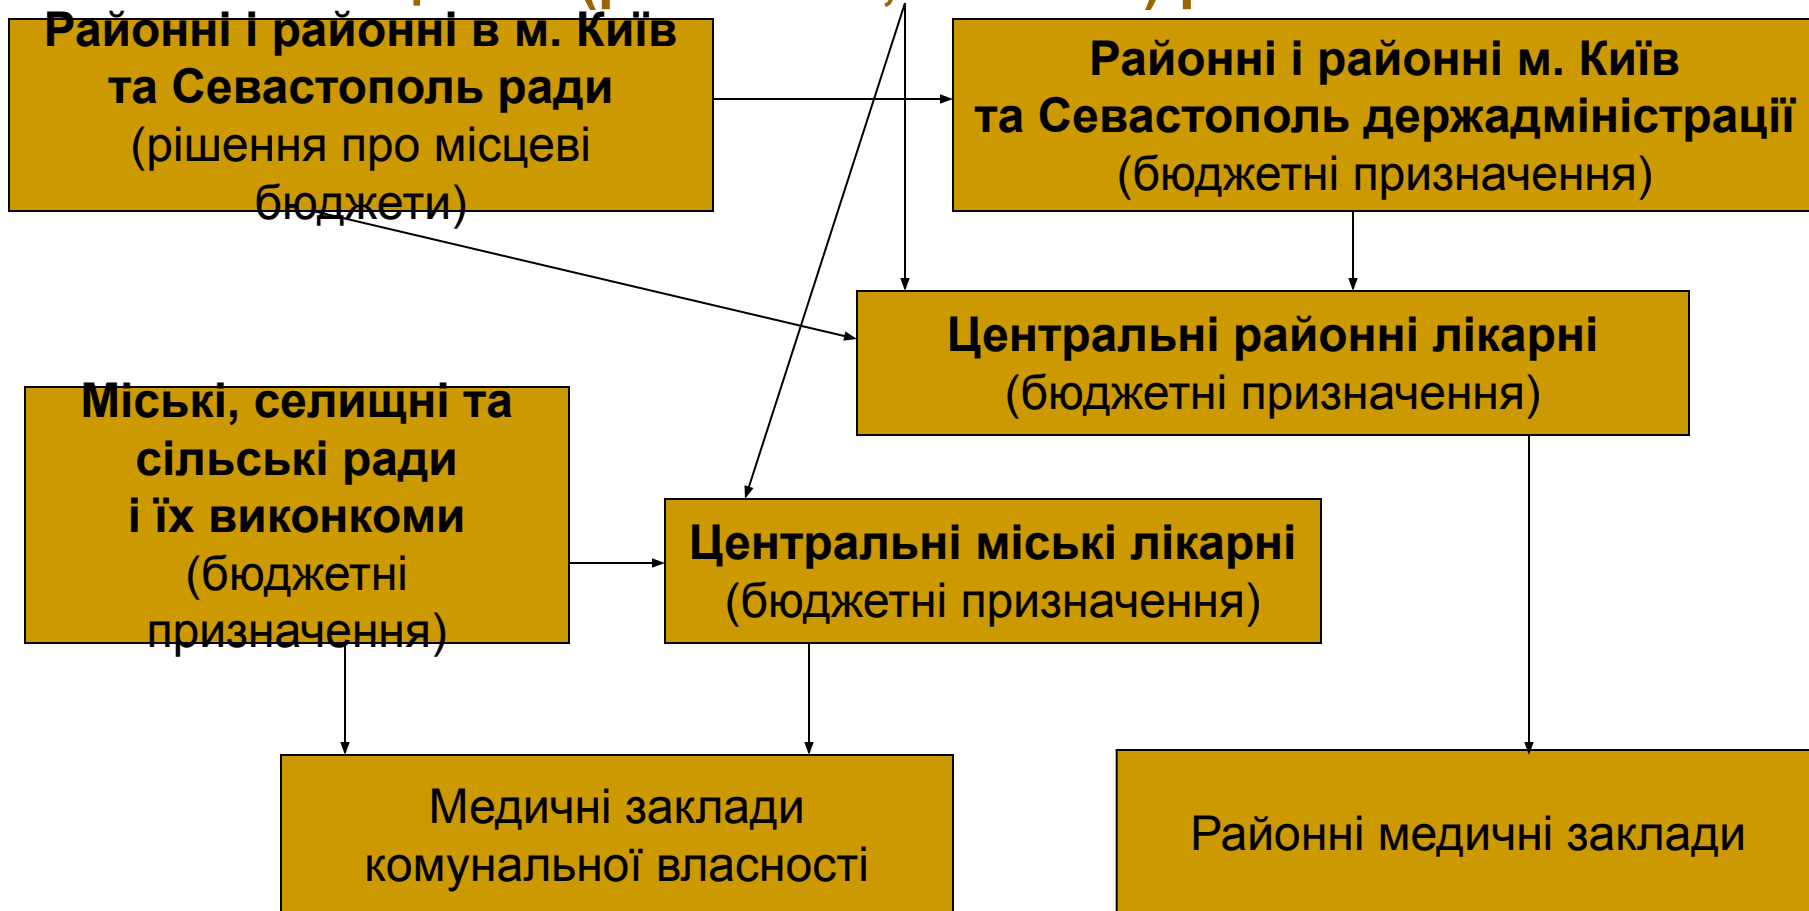 Районні і районні в м. Київ
та Севастополь ради
(рішення про місцеві
бюджети)
Районні і районні м. Київ
та Севастополь держадміністрації
(бюджетні призначення)
Центральні районні лікарні
(бюджетні призначення)
Міські, селищні та
сільські ради
і їх виконкоми
(бюджетні
призначення)
Центральні міські лікарні
(бюджетні призначення)
Медичні заклади
комунальної власності
Районні медичні заклади